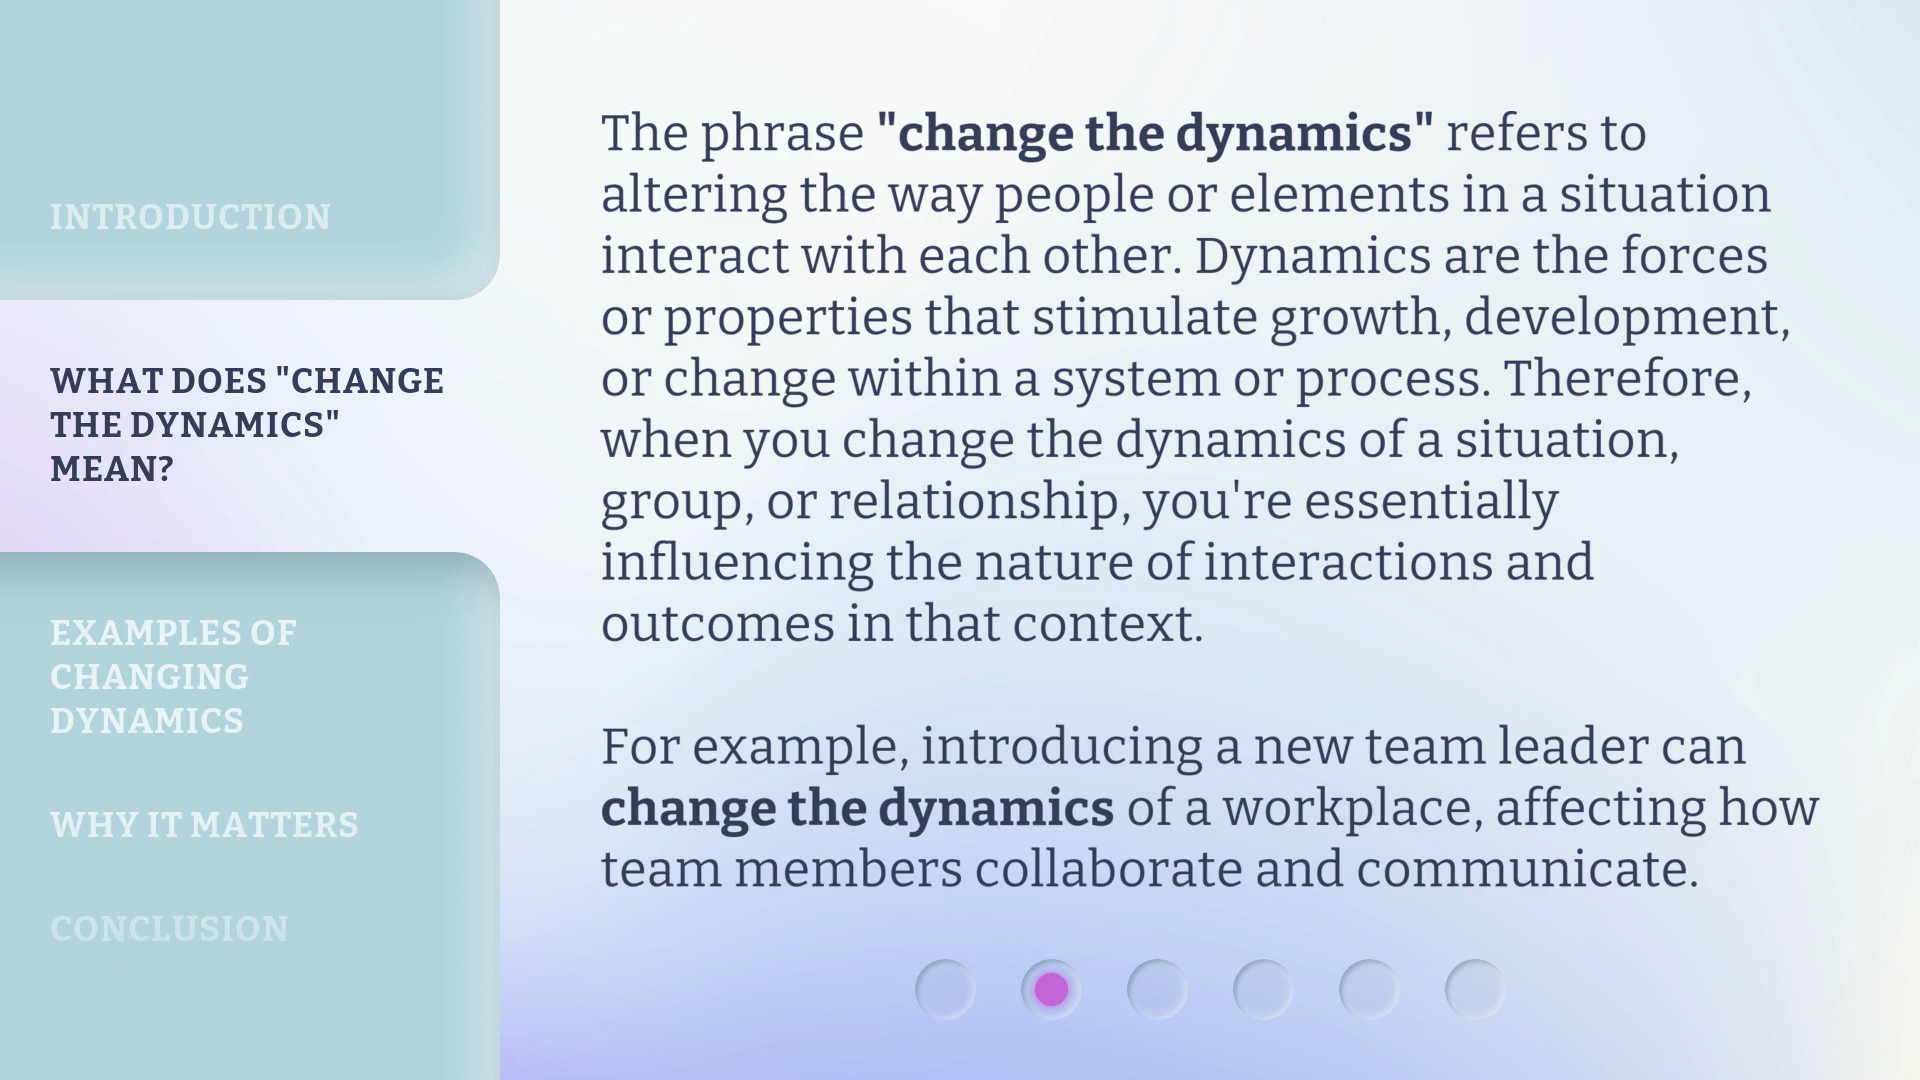 INTRODUCTION
WHAT DOES "CHANGE
THE DYNAMICS"
MEAN?
EXAMPLES OF
CHANGING
DYNAMICS
WHY IT MATTERS
CONCLUSION
The phrase "change the dynamics" refers to
altering the way people or elements in a situation
interact with each other. Dynamics are the forces
or properties that stimulate growth, development,
or change within a system or process. Therefore,
when you change the dynamics of a situation,
group, or relationship, you're essentially
influencing the nature of interactions and
outcomes in that context.
For example, introducing a new team leader can
change the dynamics of a workplace, affecting how
team members collaborate and communicate.